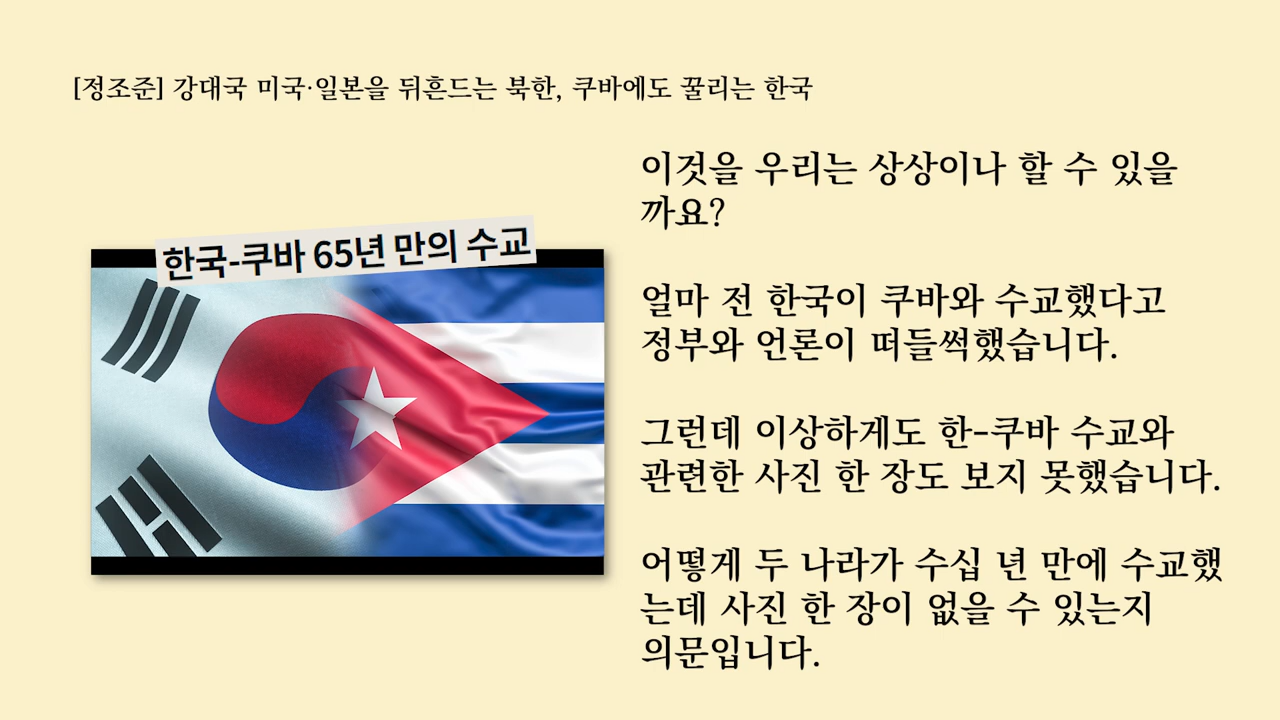 [정조준] 강대국 미국·일본을 뒤흔드는 북한, 쿠바에도 꿀리는 한국
한국-쿠바 65년 만의 수교
이것을 우리는 상상이나 할 수 있을
까요?
얼마 전 한국이 쿠바와 수교했다고
정부와 언론이 떠들썩했습니다.
그런데 이상하게도 한-쿠바 수교와
관련한 사진 한 장도 보지 못했습니다.
어떻게 두 나라가 수십 년 만에 수교했
는데 사진 한 장이 없을 수 있는지
의문입니다.